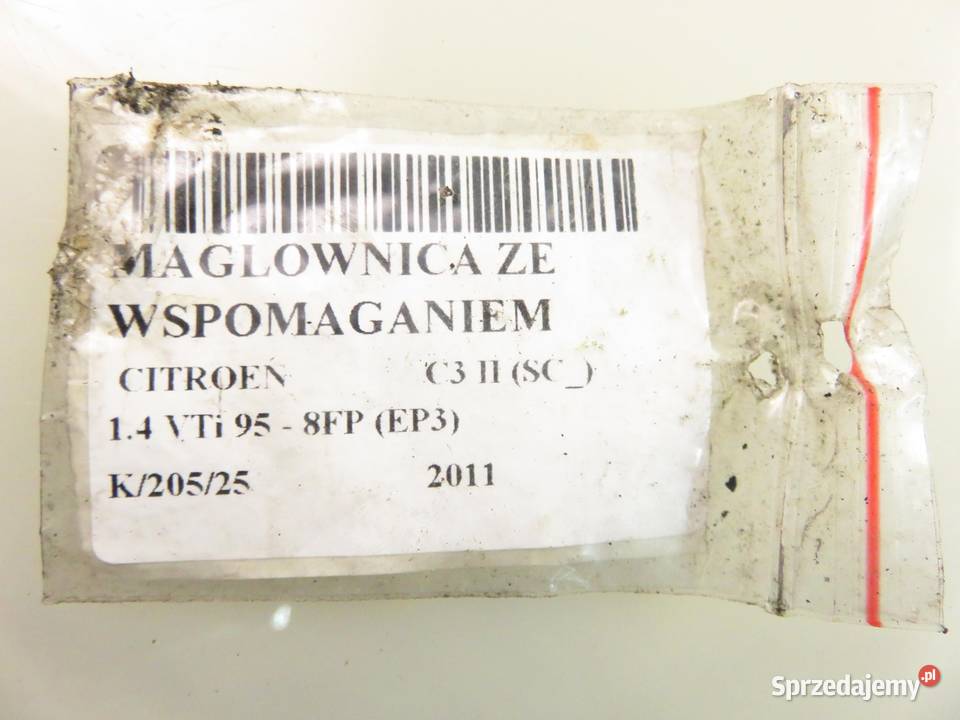 MAGLOWNICA ZE
WSPOMAGANIEM
CITROEN C3 II (SC_)
1.4 VTi 95 - 8FP (EP3)
K/205/25 2011
Sprzedajemy.pl